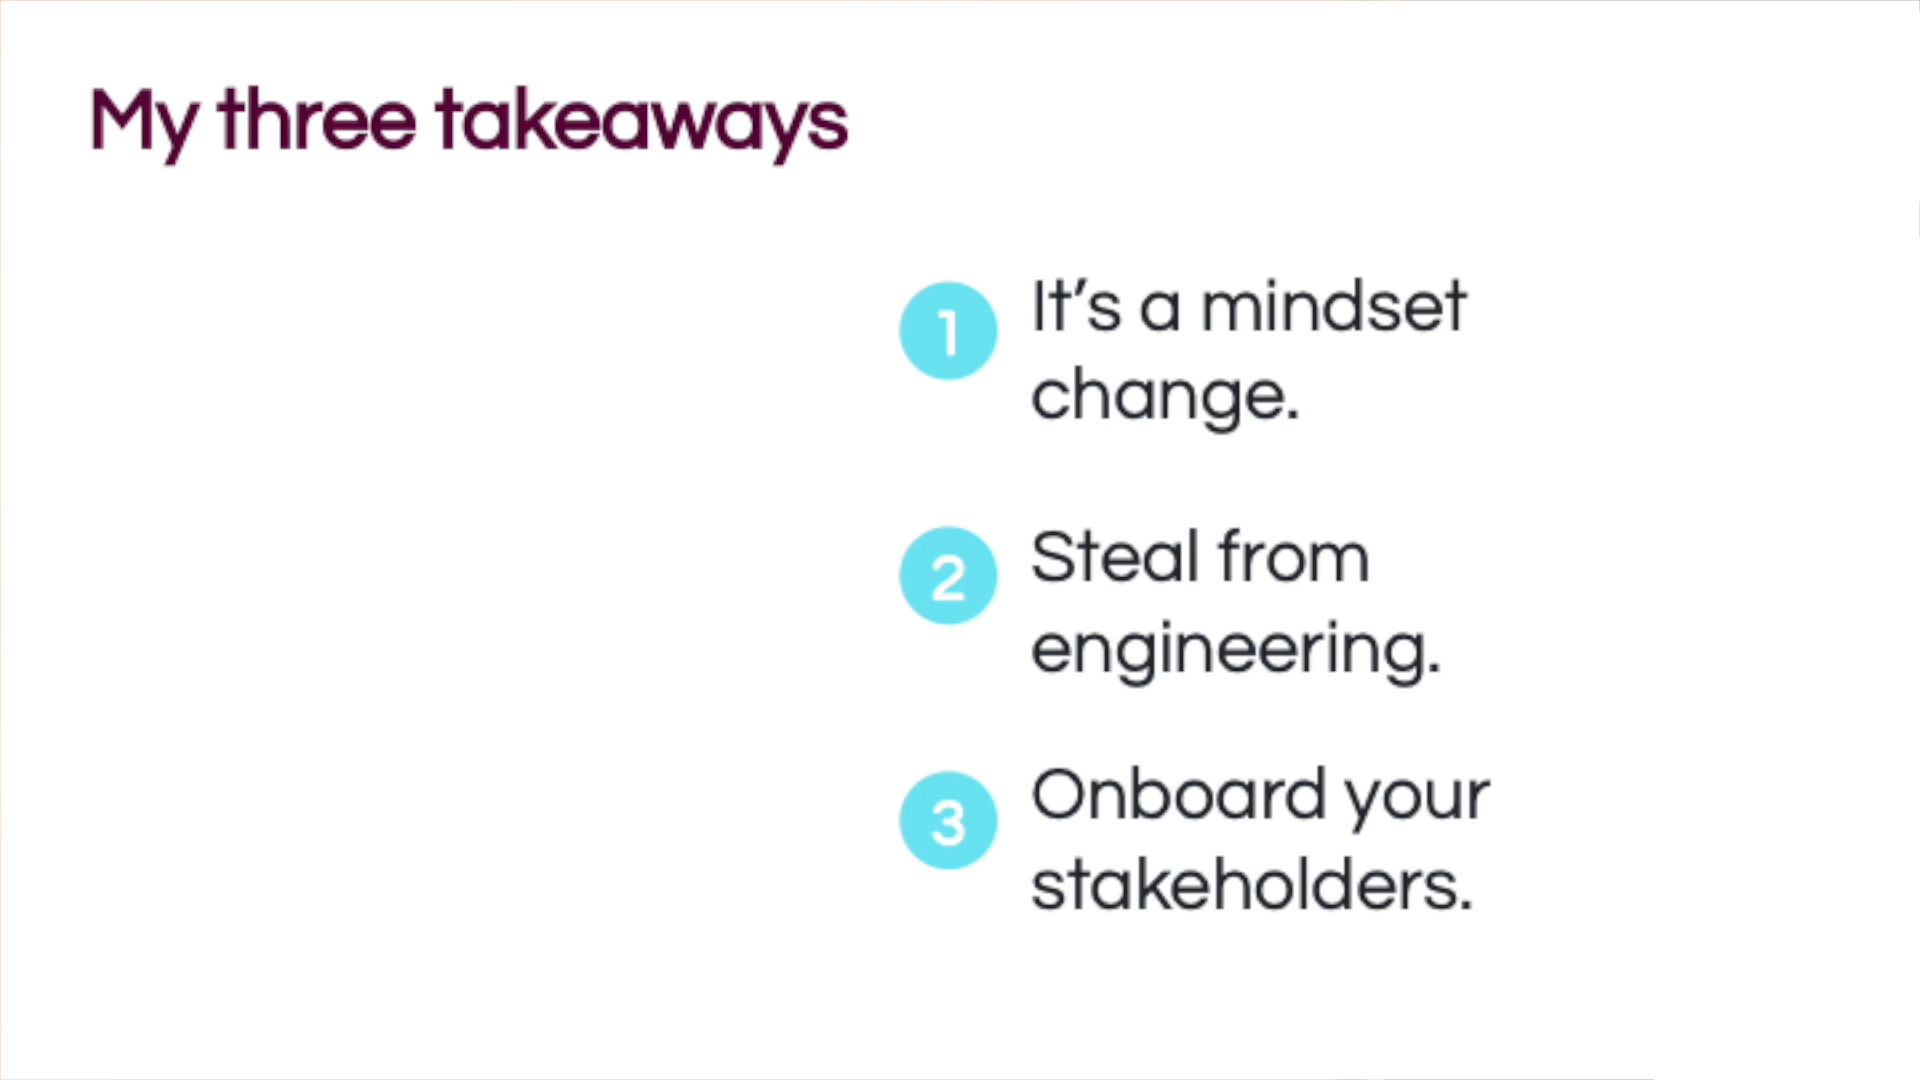 My three takeaways
1
It’s a mindset
change.
2
Steal from
engineering.
3
Onboard your
stakeholders.